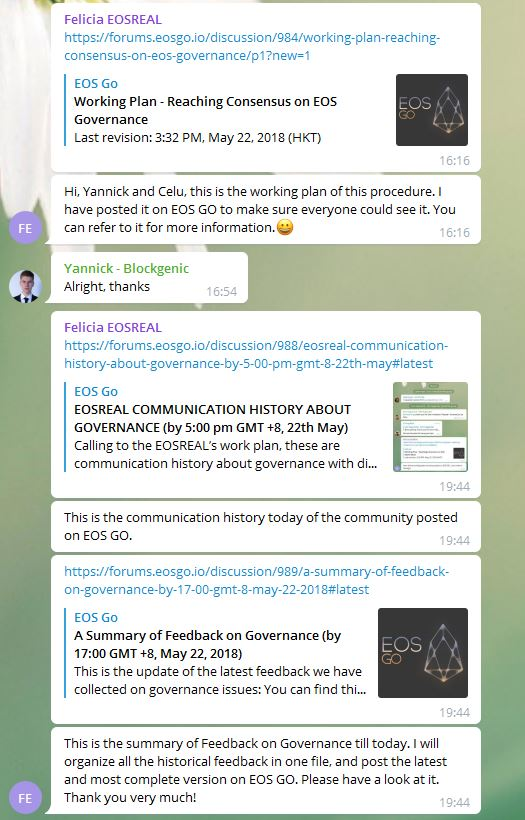 Felicia EOSREAL
https://forums.eosgo.io/discussion/984/working-plan-reaching-
consensus-on-eos-governance/p1?new=1
EOS Go
Working Plan - Reaching Consensus on EOS
Governance
Last revision: 3:32 PM, May 22, 2018 (HKT)
EOS
GO
16:16
Hi, Yannick and Celu, this is the working plan of this procedure. I
have posted it on EOS GO to make sure everyone could see it. You
can refer to it for more information.😀
16:16
FE
Yannick - Blockgenic
Alright, thanks
16:54
Felicia EOSREAL
https://forums.eosgo.io/discussion/988/eosreal-communication-
history-about-governance-by-5-00-pm-gmt-8-22th-may#latest
EOS Go
EOSREAL COMMUNICATION HISTORY ABOUT
GOVERNANCE (by 5:00 pm GMT +8, 22th May)
Calling to the EOSREAL's work plan, these are
communication history about governance with di...
19:44
This is the communication history today of the community posted
on EOS GO.
19:44
https://forums.eosgo.io/discussion/989/a-summary-of-feedback-
on-governance-by-17-00-gmt-8-may-22-2018#latest
EOS Go
A Summary of Feedback on Governance (by
17:00 GMT +8, May 22, 2018)
This is the update of the latest feedback we have
collected on governance issues: You can find thi...
EOS
GO
19:44
This is the summary of Feedback on Governance till today. I will
organize all the historical feedback in one file, and post the latest
and most complete version on EOS GO. Please have a look at it.
Thank you very much!
19:44
FE